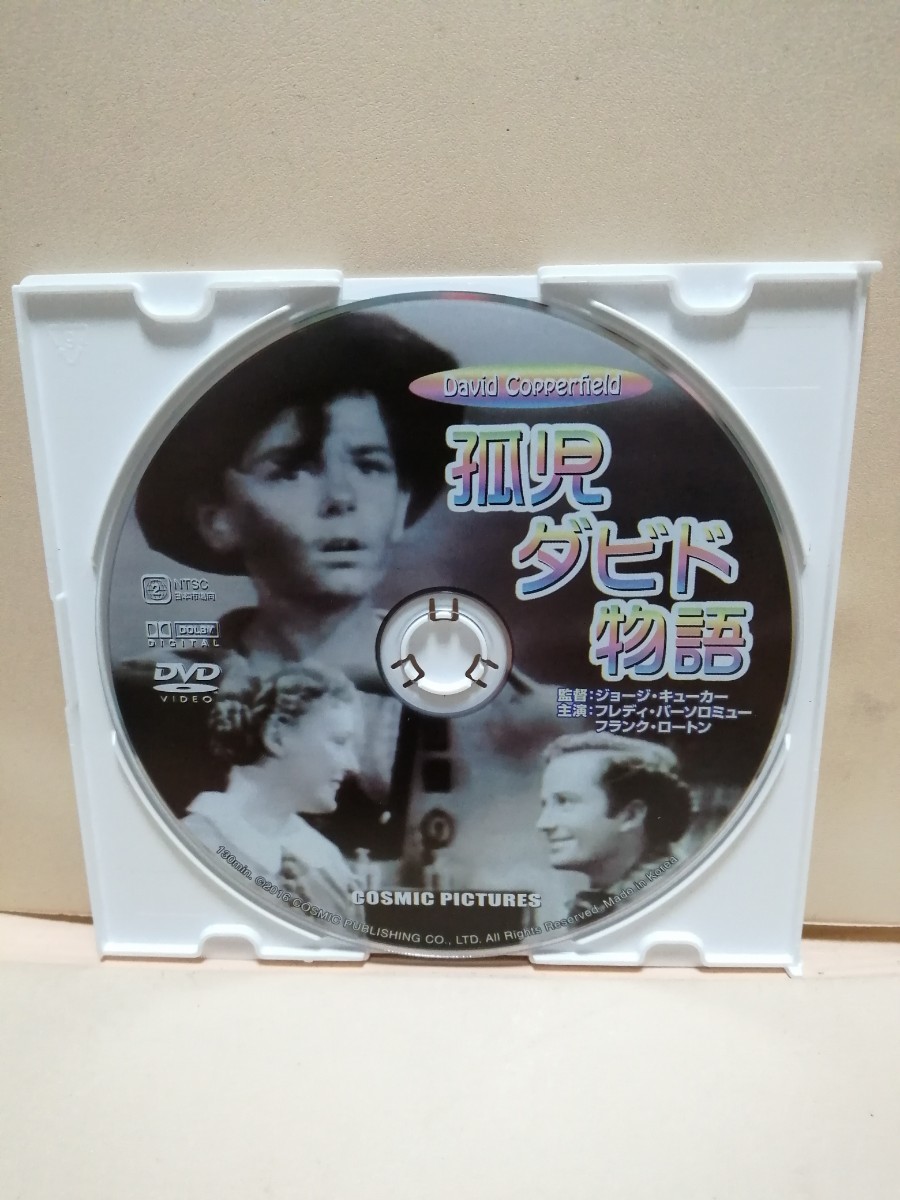 David Copperfield
孤児
ダビド
物語
監督:ジョージ・キューカー
主演:フレディ・バーソロミュー
フランク・ロートン
2 NTSC
日本市場向
DOLBY
DIGITAL
DVD
VIDEO
COSMIC PICTURES
130min. ©2016 COSMIC PUBLISHING CO., LTD. All Rights Reserved. Made in Korea